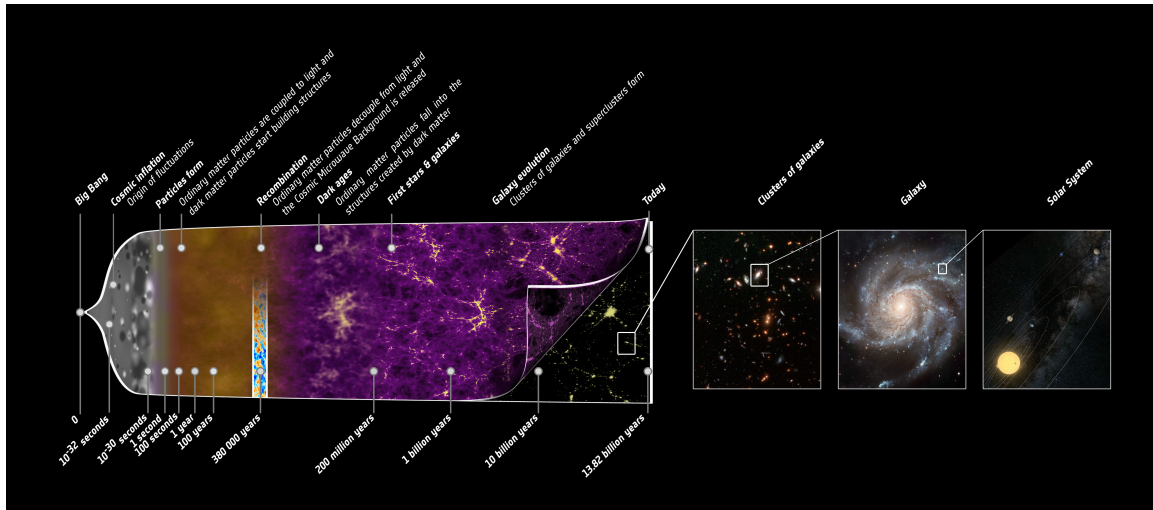 Big Bang
Cosmic inflation
Origin of fluctuations
Particles form
Ordinary matter particles are coupled to light and
dark matter particles start building structures
Recombination
Ordinary matter particles decouple from light and
the Cosmic Microwave Background is released
Dark ages
Ordinary matter particles fall into the
structures created by dark matter
First stars & galaxies
Galaxy evolution
Clusters of galaxies and superclusters form
Today
Clusters of galaxies
Galaxy
Solar System
0
10-32 seconds
10-30 seconds
1 second
100 seconds
1 year
100 years
380 000 years
200 million years
1 billion years
10 billion years
13.82 billion years